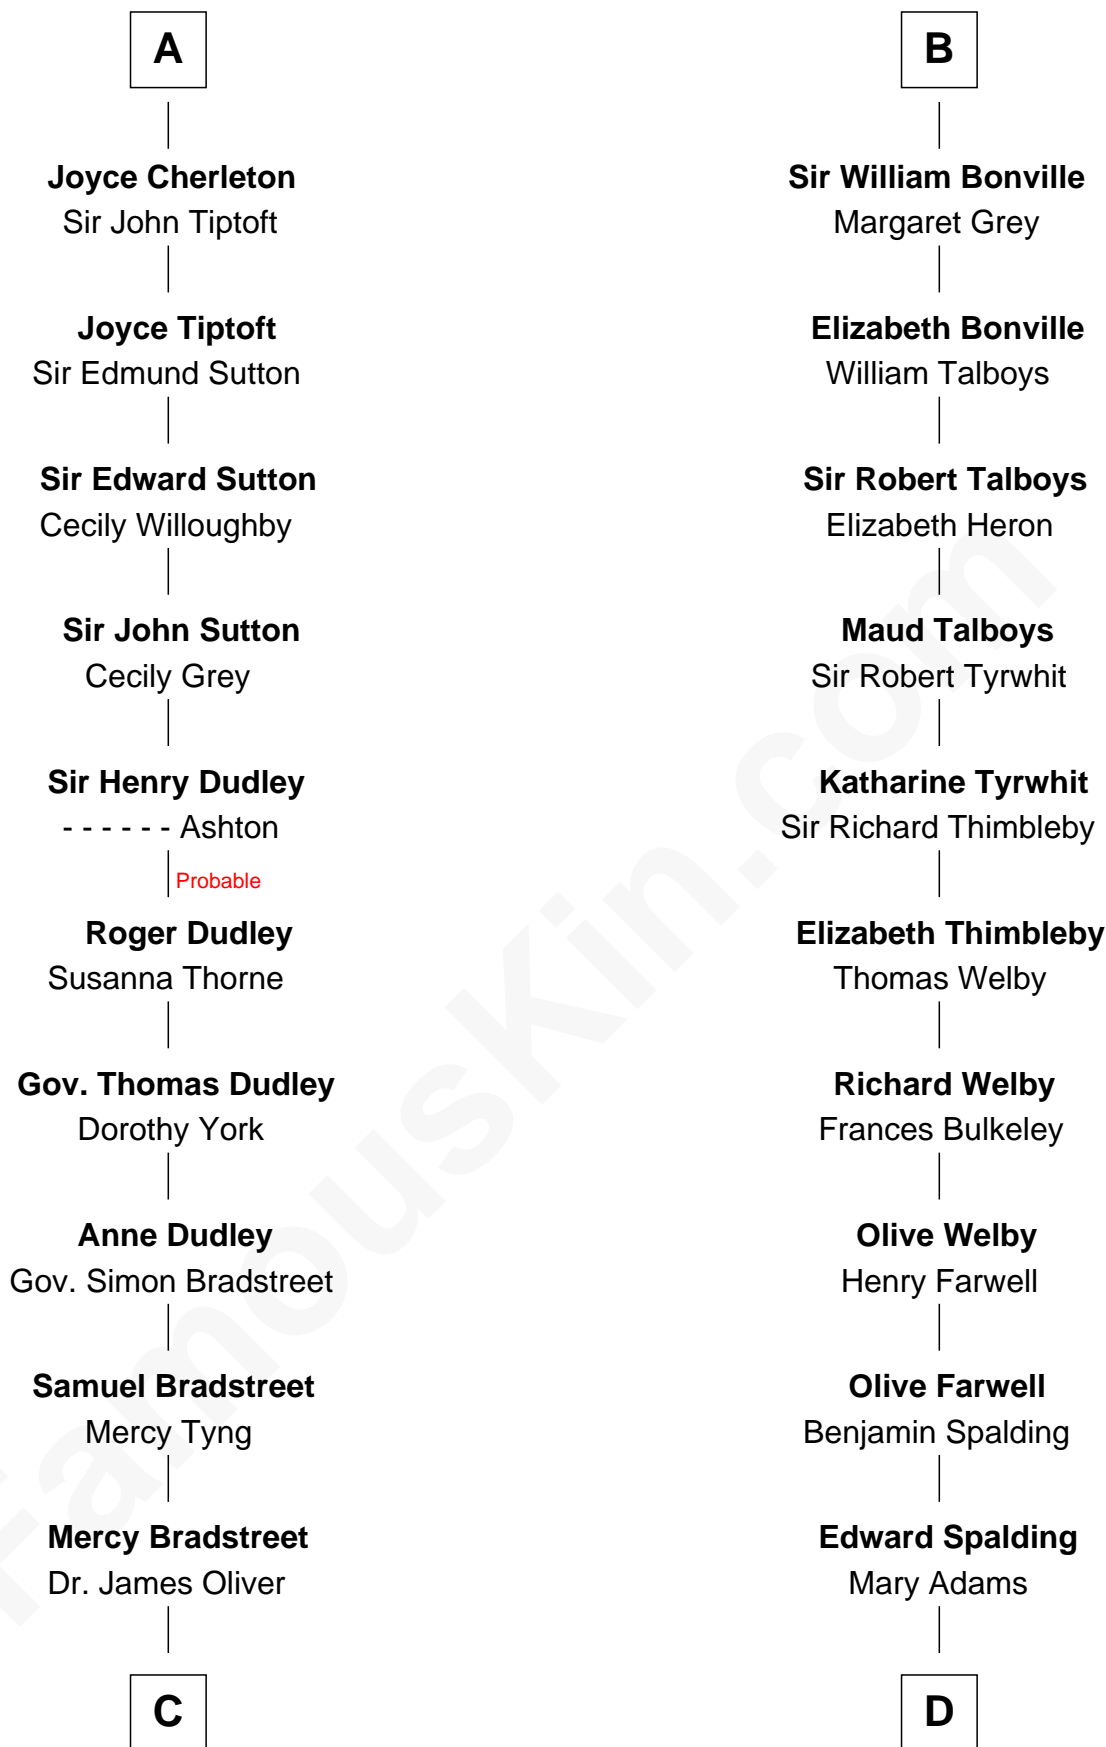 A
Joyce Cherleton
Sir John Tiptoft
Joyce Tiptoft
Sir Edmund Sutton
Sir Edward Sutton
Cecily Willoughby
Sir John Sutton
Cecily Grey
Sir Henry Dudley
- - - - - - Ashton
Probable
Roger Dudley
Susanna Thorne
Gov. Thomas Dudley
Dorothy York
Anne Dudley
Gov. Simon Bradstreet
Samuel Bradstreet
Mercy Tyng
Mercy Bradstreet
Dr. James Oliver
C
B
Sir William Bonville
Margaret Grey
Elizabeth Bonville
William Talboys
Sir Robert Talboys
Elizabeth Heron
Maud Talboys
Sir Robert Tyrwhit
Katharine Tyrwhit
Sir Richard Thimbleby
Elizabeth Thimbleby
Thomas Welby
Richard Welby
Frances Bulkeley
Olive Welby
Henry Farwell
Olive Farwell
Benjamin Spalding
Edward Spalding
Mary Adams
D
FamousKin.com